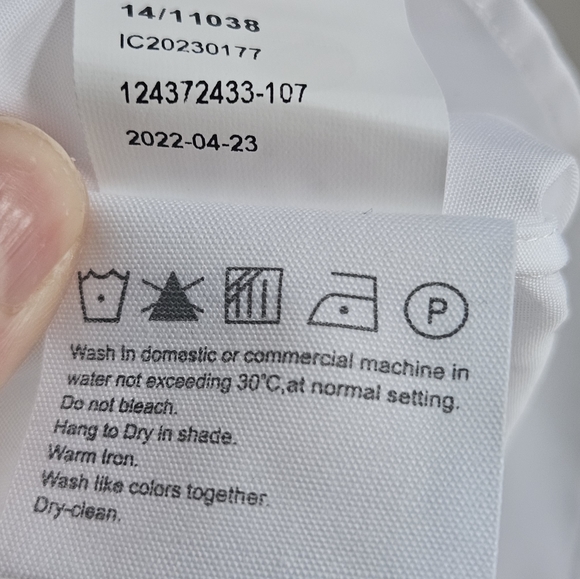 14/11038
IC20230177
124372433-107
2022-04-23
P
Wash in domestic or commercial machine in
water not exceeding 30°C,at normal setting.
Do not bleach.
Hang to Dry in shade.
Warm Iron.
Wash like colors together.
Dry-clean.